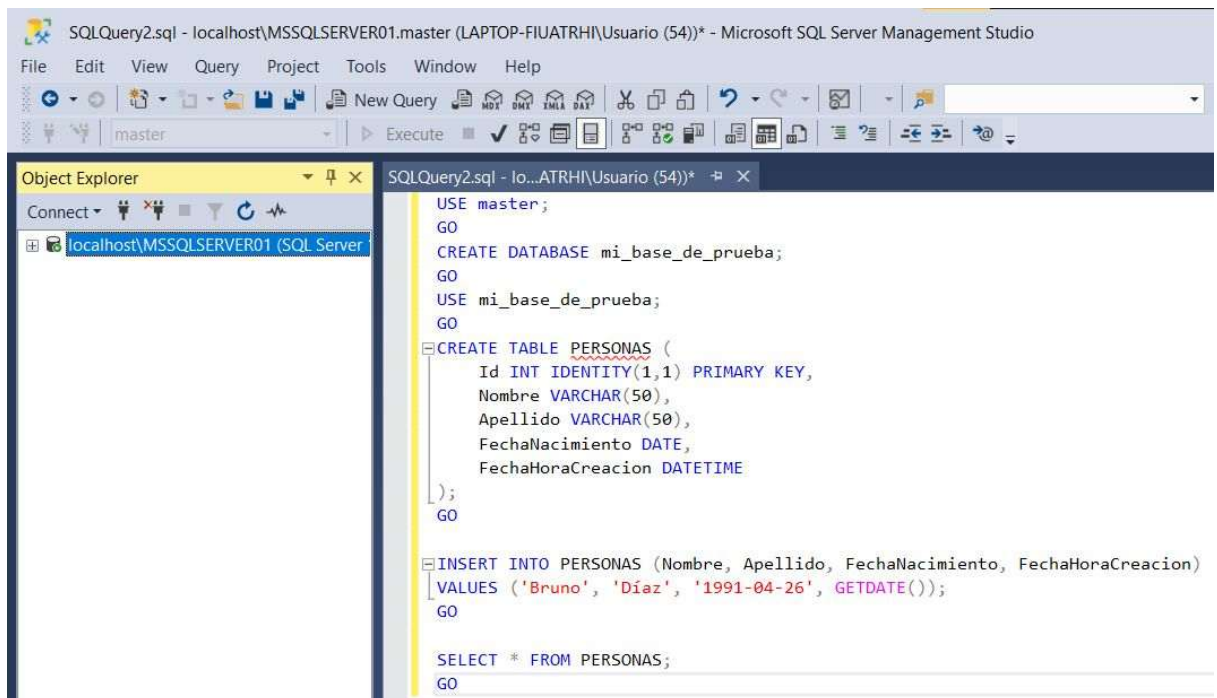 SQLQuery2.sql - localhost\MSSQLSERVER01.master (LAPTOP-FIUATRHI\Usuario (54))* - Microsoft SQL Server Management Studio
File Edit View Query Project Tools Window Help
New Query MDX DMX XMLA DAX
master Execute
Object Explorer
SQLQuery2.sql - lo...ATRHI\Usuario (54))*
Connect
localhost\MSSQLSERVER01 (SQL Server
USE master;
GO
CREATE DATABASE mi_base_de_prueba;
GO
USE mi_base_de_prueba;
GO
CREATE TABLE PERSONAS (
Id INT IDENTITY(1,1) PRIMARY KEY,
Nombre VARCHAR(50),
Apellido VARCHAR(50),
FechaNacimiento DATE,
FechaHoraCreacion DATETIME
);
GO
INSERT INTO PERSONAS (Nombre, Apellido, FechaNacimiento, FechaHoraCreacion)
VALUES ('Bruno', 'Díaz', '1991-04-26', GETDATE());
GO
SELECT * FROM PERSONAS;
GO